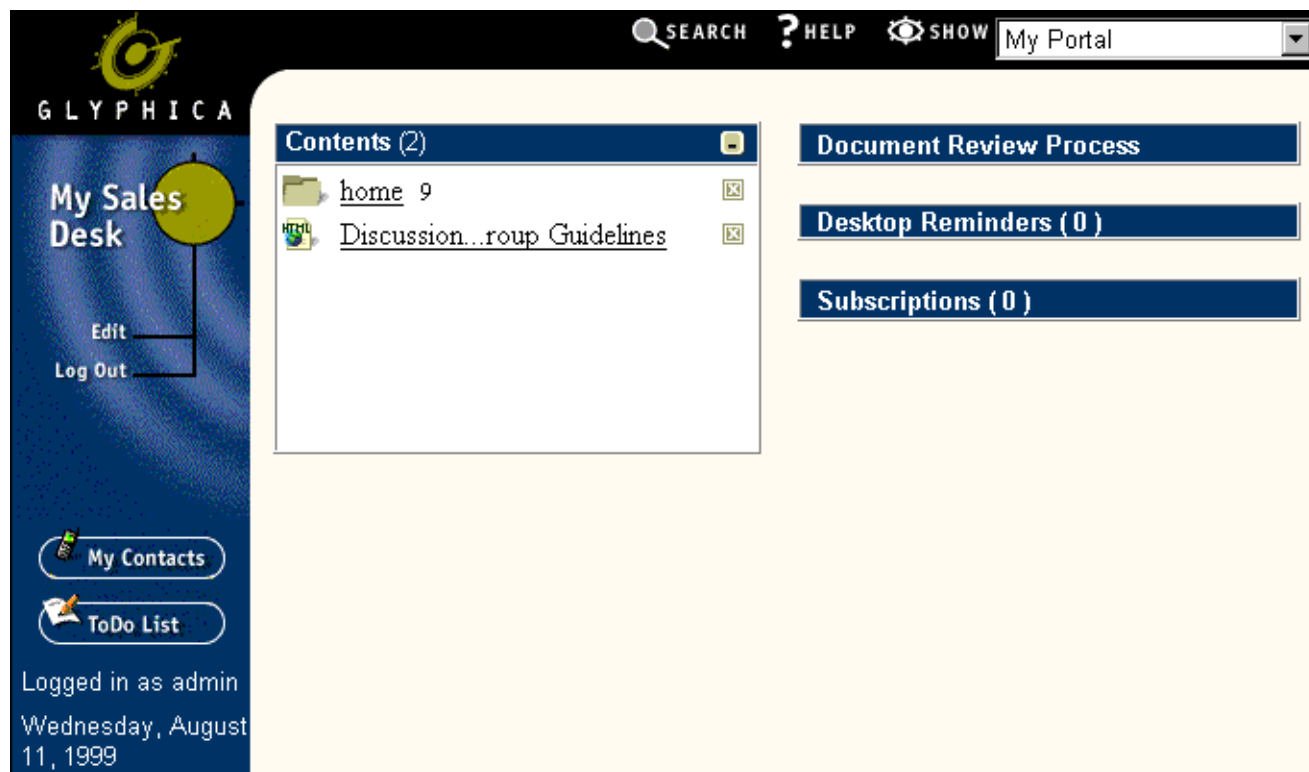 SEARCH ? HELP SHOW My Portal
GLYPHICA
My Sales
Desk
Edit
Log Out
My Contacts
ToDo List
Logged in as admin
Wednesday, August
11, 1999
Contents (2)
home 9
HTML
Discussion...roup Guidelines
Document Review Process
Desktop Reminders ( 0 )
Subscriptions ( 0 )